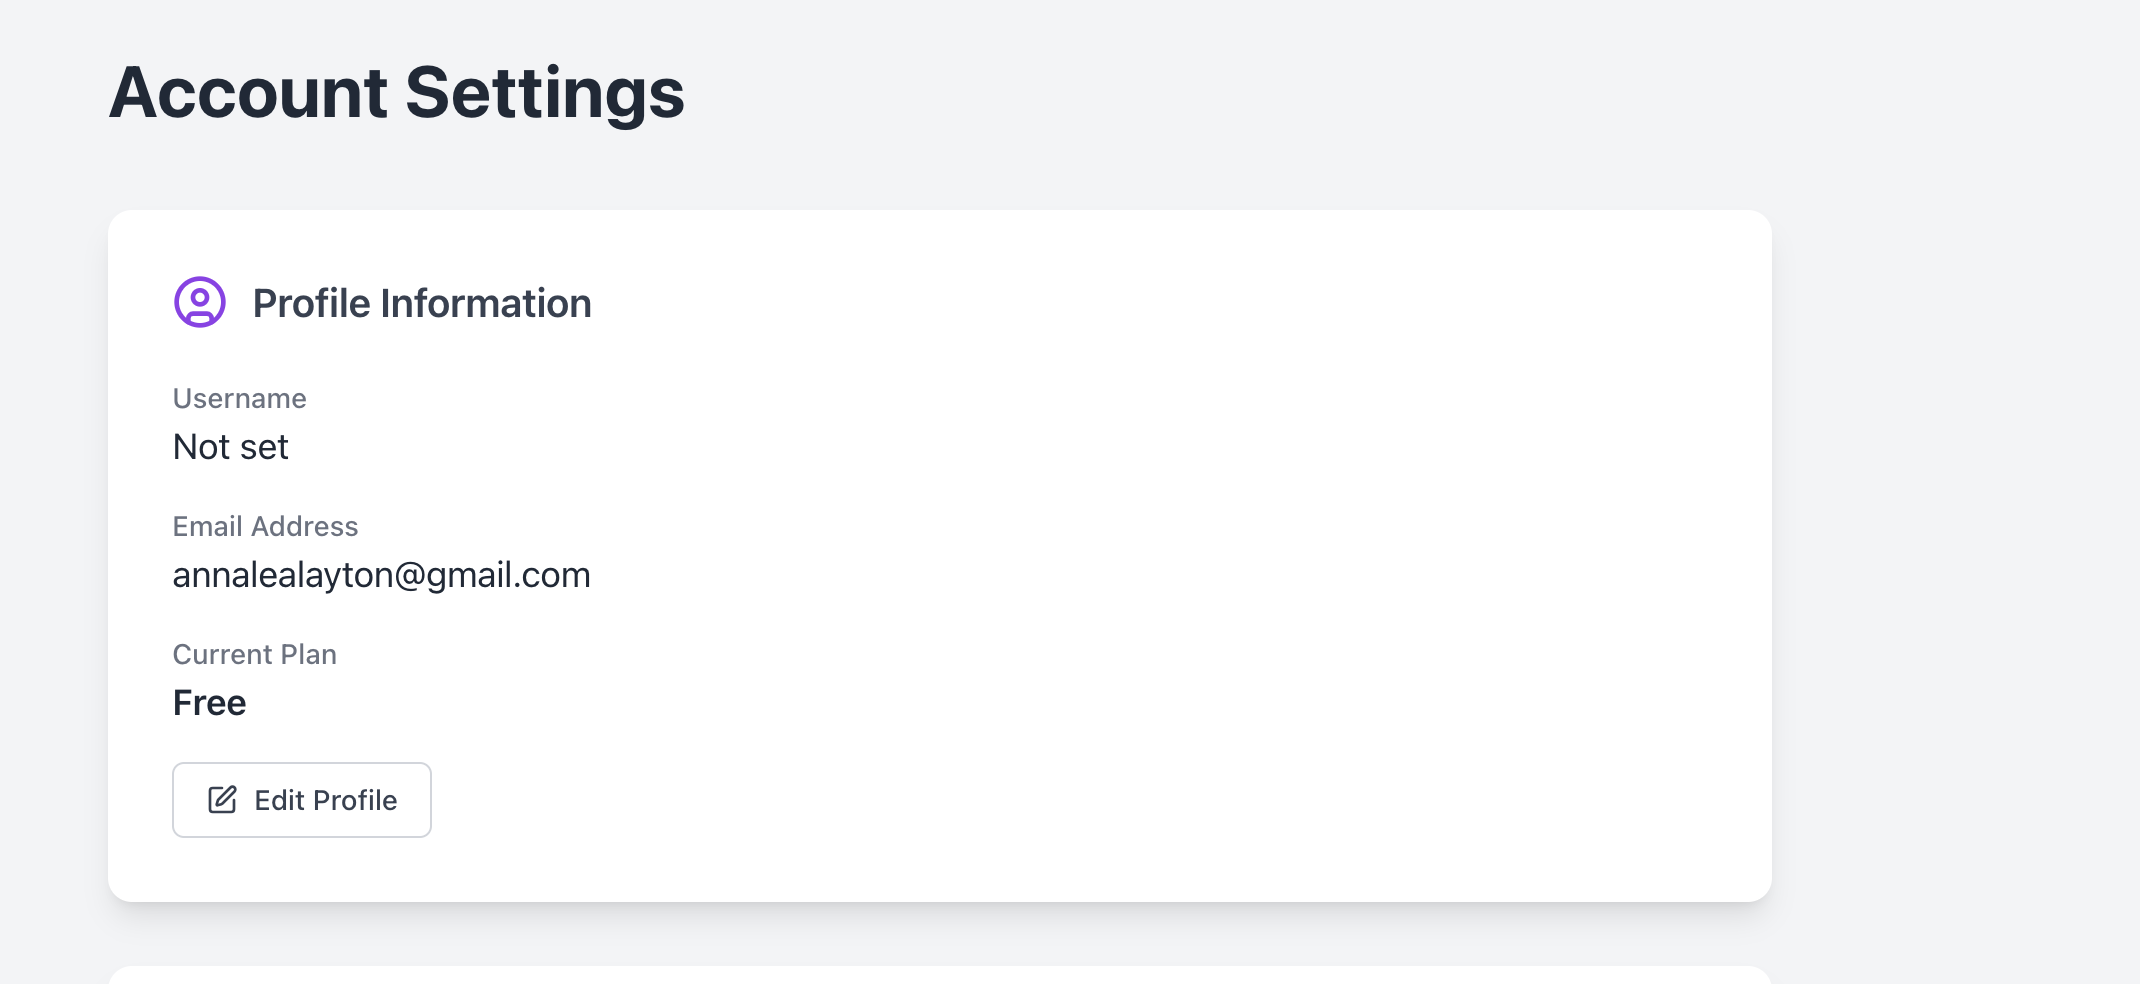 Account Settings
Profile Information
Username
Not set
Email Address
annalealayton@gmail.com
Current Plan
Free
Edit Profile